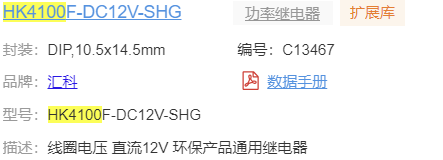 HK4100F-DC12V-SHG 功率继电器 扩展库
封装：DIP,10.5x14.5mm 编号：C13467
品牌：汇科 数据手册
型号：HK4100F-DC12V-SHG
描述：线圈电压 直流12V 环保产品通用继电器